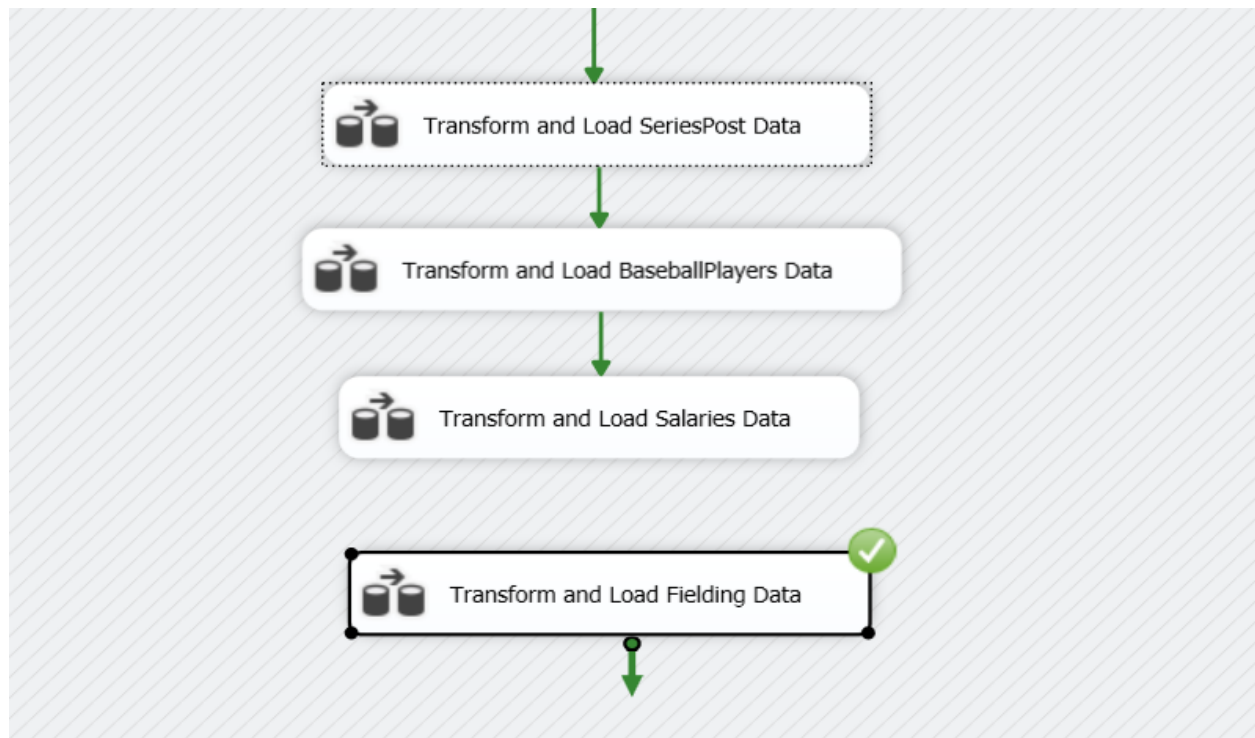 Transform and Load SeriesPost Data
Transform and Load BaseballPlayers Data
Transform and Load Salaries Data
Transform and Load Fielding Data